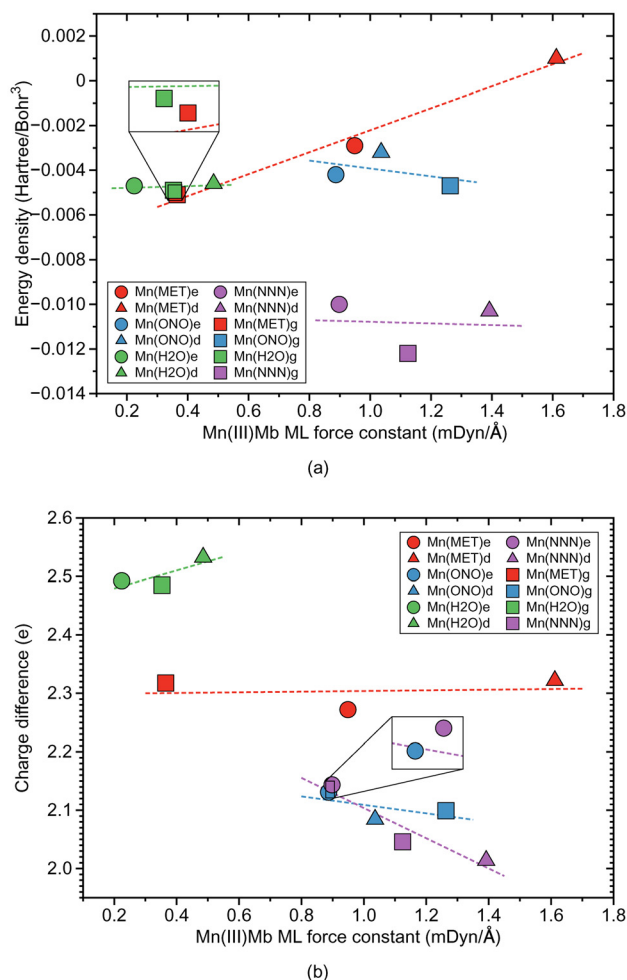 0.002
0
−0.002
−0.004
−0.006
−0.008
−0.010
−0.012
−0.014
Energy density (Hartree/Bohr³)
Mn(MET)e Mn(NNN)e
Mn(MET)d Mn(NNN)d
Mn(ONO)e Mn(MET)g
Mn(ONO)d Mn(ONO)g
Mn(H2O)e Mn(H2O)g
Mn(H2O)d Mn(NNN)g
0.2 0.4 0.6 0.8 1.0 1.2 1.4 1.6 1.8
Mn(III)Mb ML force constant (mDyn/Å)
(a)
2.6
2.5
2.4
2.3
2.2
2.1
2.0
Charge difference (e)
Mn(MET)e Mn(NNN)e
Mn(MET)d Mn(NNN)d
Mn(ONO)e Mn(MET)g
Mn(ONO)d Mn(ONO)g
Mn(H2O)e Mn(H2O)g
Mn(H2O)d Mn(NNN)g
0.2 0.4 0.6 0.8 1.0 1.2 1.4 1.6 1.8
Mn(III)Mb ML force constant (mDyn/Å)
(b)